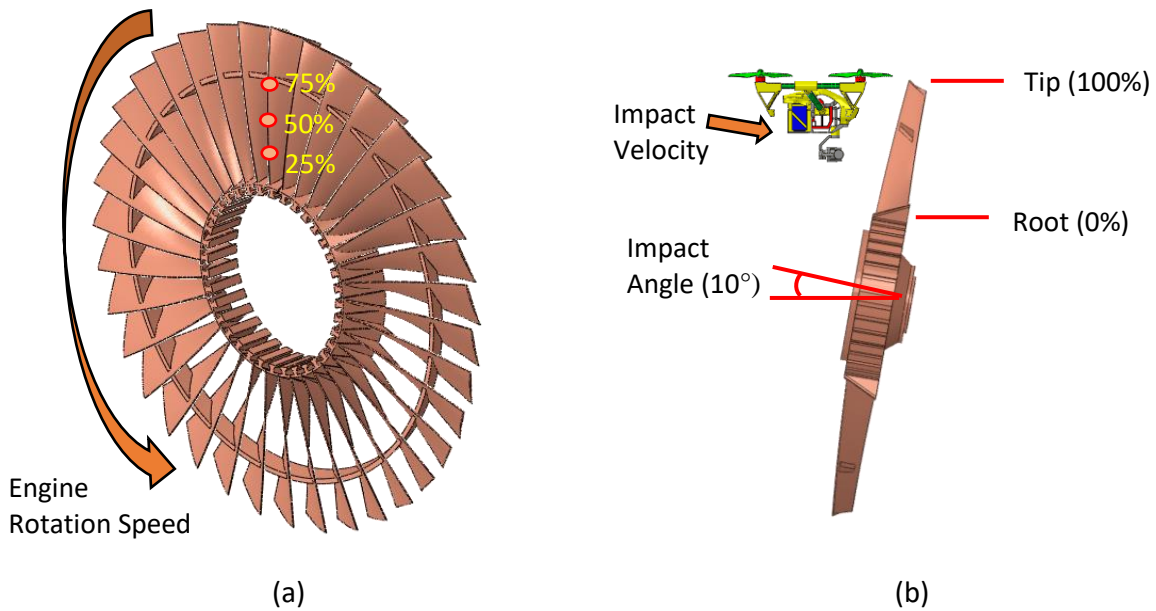 75%
50%
25%
Engine
Rotation Speed
(a)
Impact
Velocity
Tip (100%)
Root (0%)
Impact
Angle (10°)
(b)